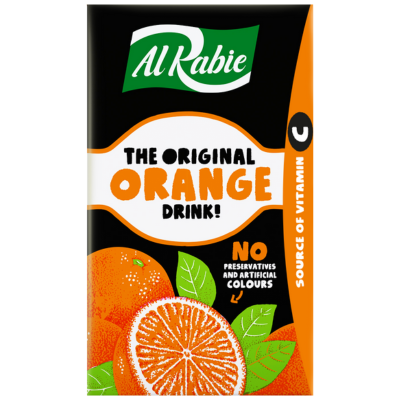 Al Rabie
THE ORIGINAL
ORANGE
DRINK!
NO
PRESERVATIVES
AND ARTIFICIAL
COLOURS
SOURCE OF VITAMIN C